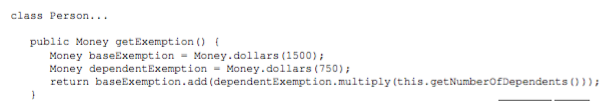 class Person...
public Money getExemption() {
Money baseExemption = Money.dollars(1500);
Money dependentExemption = Money.dollars(750);
return baseExemption.add(dependentExemption.multiply(this.getNumberOfDependents()));
}